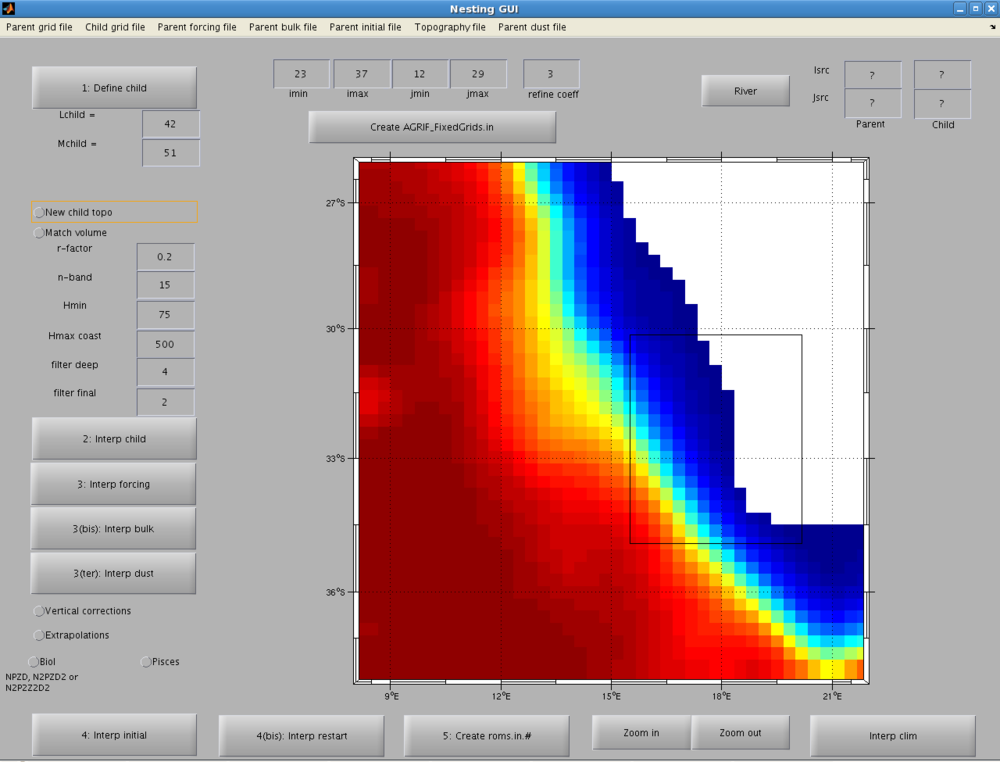 Nesting GUI
Parent grid file Child grid file Parent forcing file Parent bulk file Parent initial file Topography file Parent dust file
1: Define child
Lchild =
42
Mchild =
51
23 37 12 29 3
imin imax jmin jmax refine coeff
Create AGRIF_FixedGrids.in
River
Isrc ? ?
Jsrc ? ?
Parent Child
New child topo
Match volume
r-factor
0.2
n-band
15
Hmin
75
Hmax coast
500
filter deep
4
filter final
2
2: Interp child
3: Interp forcing
3(bis): Interp bulk
3(ter): Interp dust
Vertical corrections
Extrapolations
Biol Pisces
NPZD, N2PZD2 or
N2P2Z2D2
27°S
30°S
33°S
36°S
9°E 12°E 15°E 18°E 21°E
4: Interp initial 4(bis): Interp restart 5: Create roms.in.# Zoom in Zoom out Interp clim